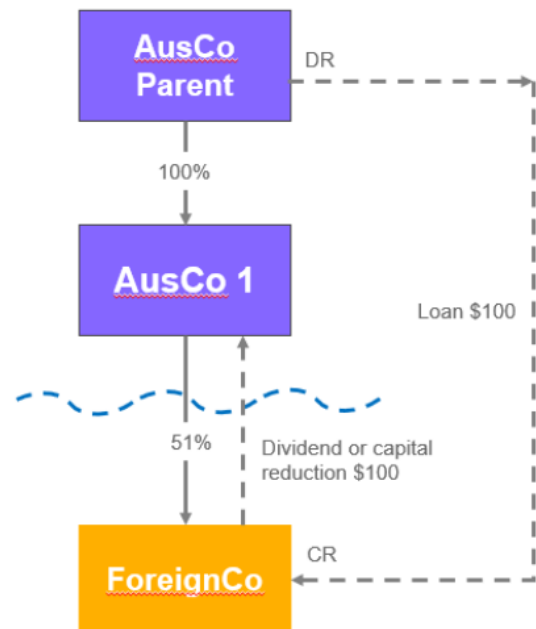 AusCo
Parent
DR
100%
AusCo 1
Loan $100
51%
Dividend or capital
reduction $100
CR
ForeignCo